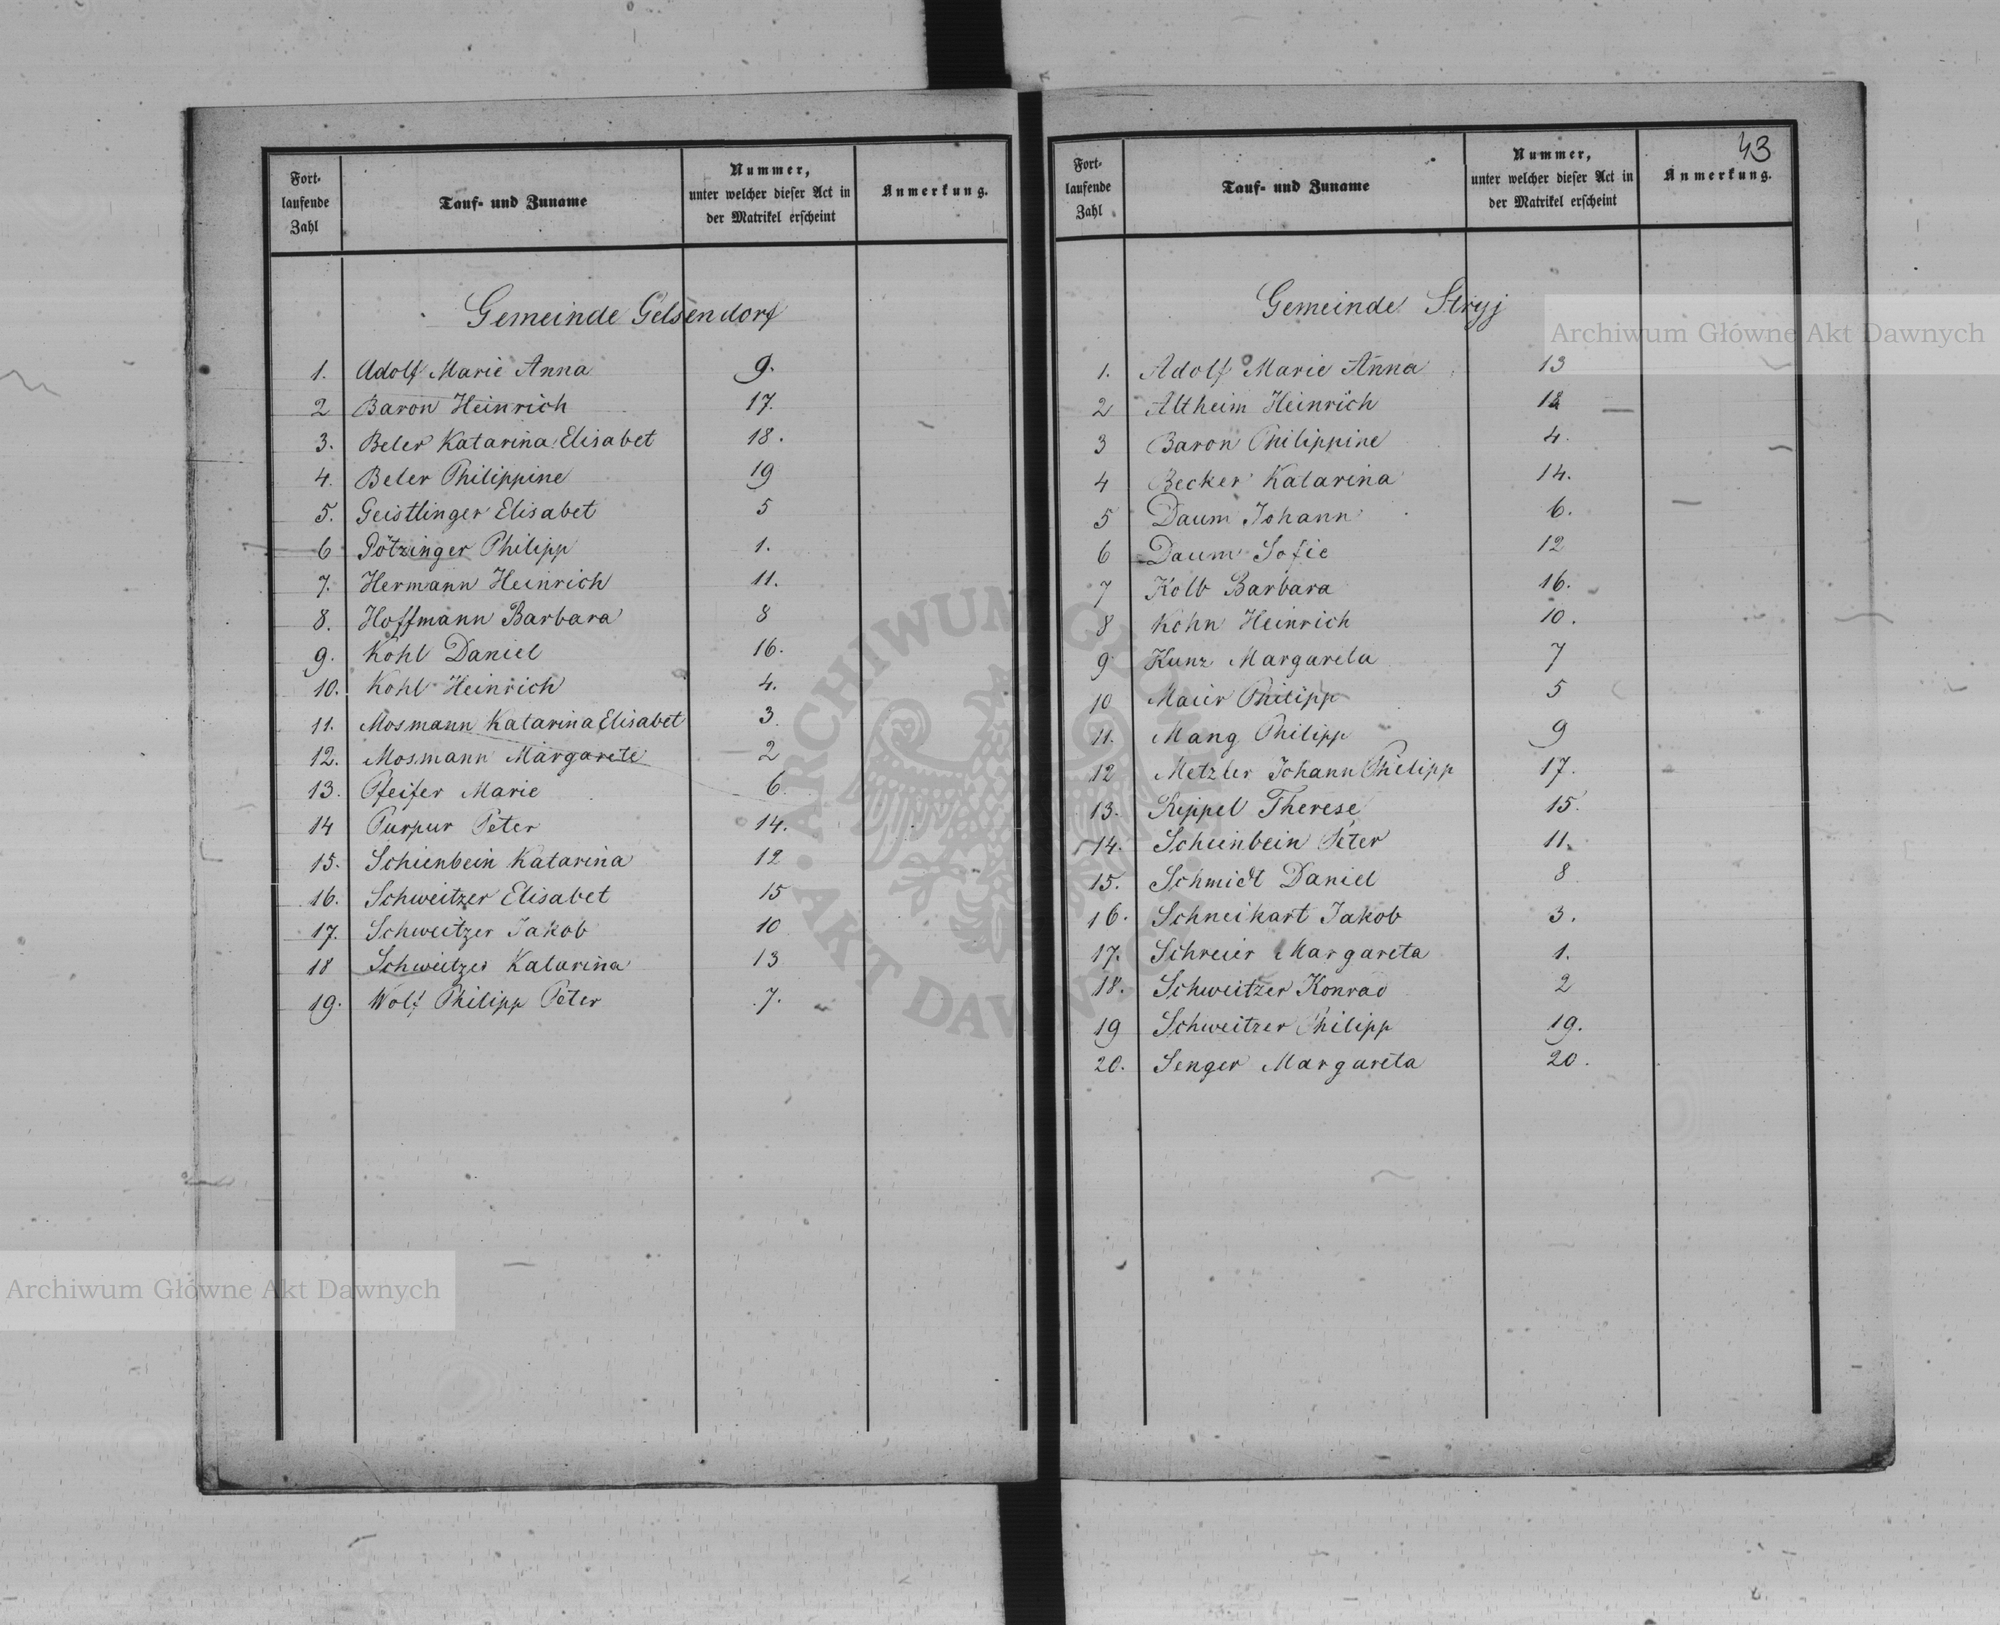 Fort-
laufende
Zahl
Tauf- und Zuname
Nummer,
unter welcher dieser Act in
der Matrikel erscheint
Anmerkung.
Gemeinde Gelsendorf
1. Adolf Marie Anna 9.
2 Baron Heinrich 17.
3. Beler Katarina Elisabet 18.
4. Beler Philippine 19
5. Geistlinger Elisabet 5
6 Pötzinger Philipp 1.
7. Hermann Heinrich 11.
8. Hoffmann Barbara 8
9. Kohl Daniel 16.
10. Kohl Heinrich 4.
11. Mosmann Katarina Elisabet 3
12. Mosmann Margarete 2
13. Pfeifer Marie 6
14 Purpur Peter 14.
15. Schienbein Katarina 12
16. Schweitzer Elisabet 15
17. Schweitzer Jakob 10
18 Schweitzer Katarina 13
19. Wolf Philipp Peter 7.
43
Fort-
laufende
Zahl
Tauf- und Zuname
Nummer,
unter welcher dieser Act in
der Matrikel erscheint
Anmerkung.
Gemeinde Stryj
1. Adolf Marie Anna 13
2 Altheim Heinrich 18
3 Baron Philippine 4.
4 Becker Katarina 14.
5 Daum Johann 6.
6 Daum Sofie 12
7 Kolb Barbara 16.
8 Kohn Heinrich 10.
9 Kunz Margareta 7
10 Maier Philipp 5
11. Mang Philipp 9
12 Metzler Johann Philipp 17.
13. Rippel Therese 15.
14. Scheinbein Peter 11.
15. Schmidt Daniel 8
16. Schneikart Jakob 3.
17. Schreier Margareta 1.
18. Schweitzer Konrad 2
19 Schweitzer Philipp 19.
20. Senger Margareta 20.
Archiwum Główne Akt Dawnych
Archiwum Główne Akt Dawnych
ARCHIWUM GŁÓWNE
AKT DAWNYCH